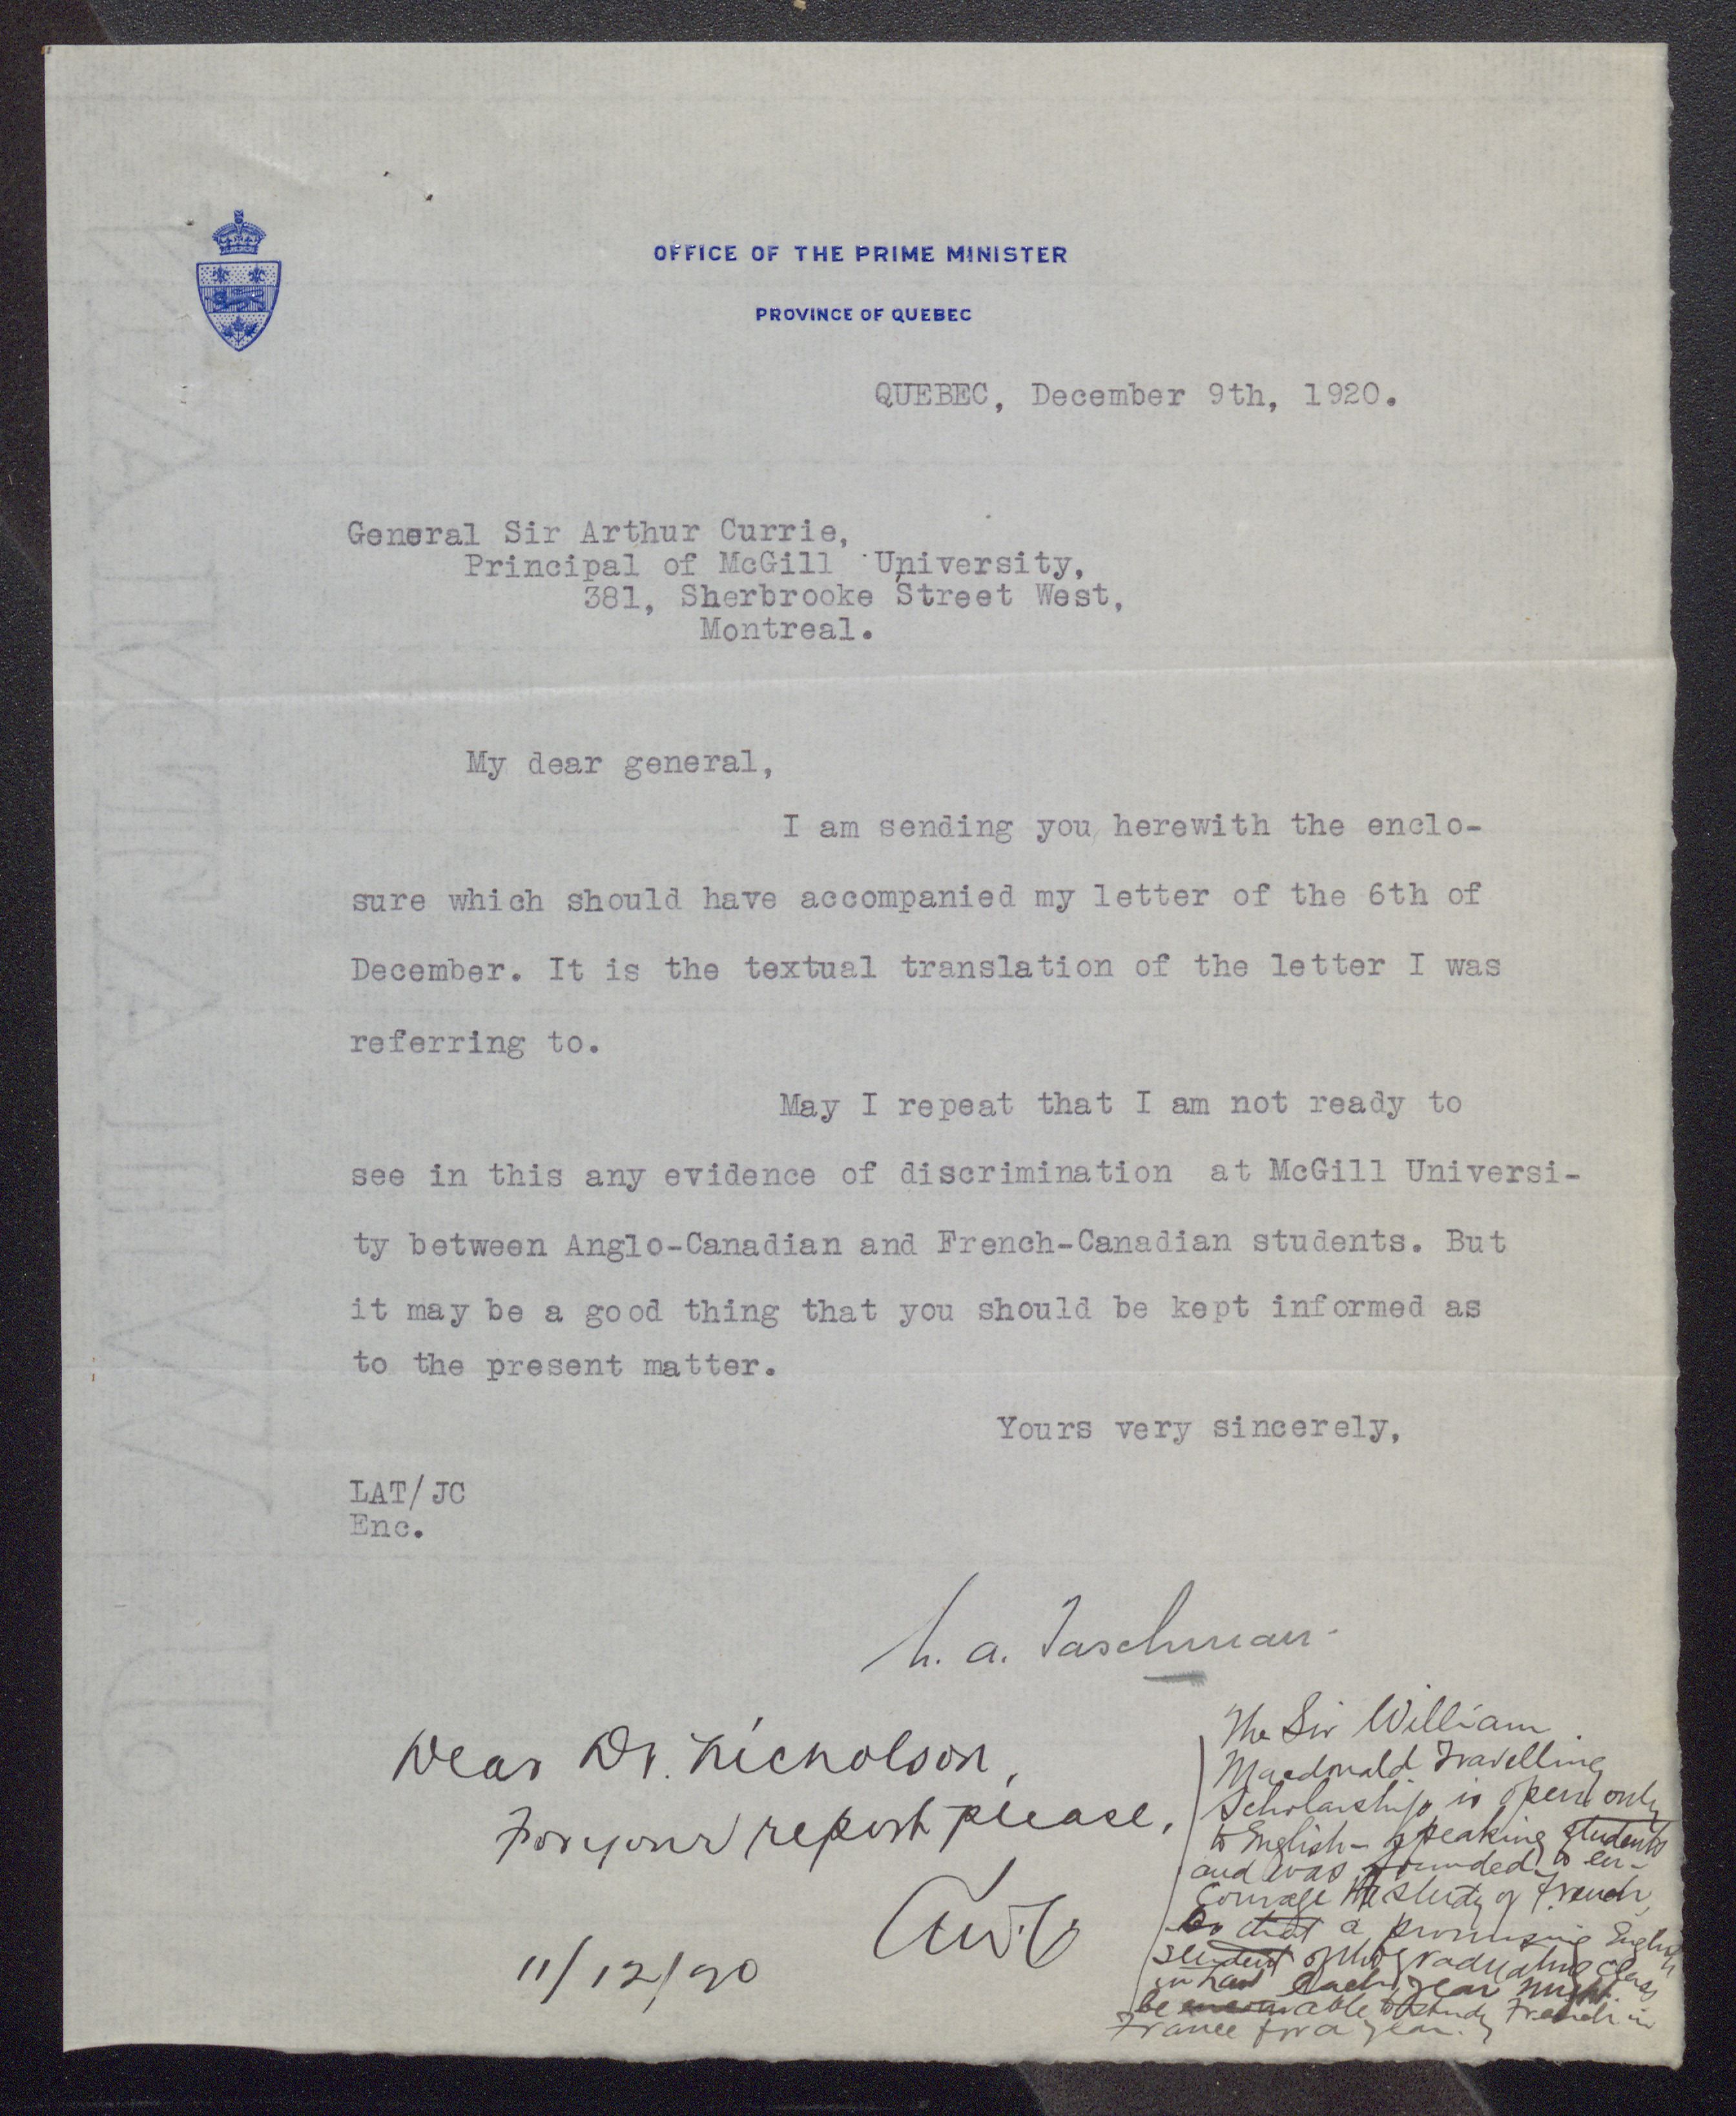 OFFICE OF THE PRIME MINISTER
PROVINCE OF QUEBEC
QUEBEC, December 9th, 1920.
General Sir Arthur Currie,
Principal of McGill University,
381, Sherbrooke Street West,
Montreal.
My dear general,
I am sending you herewith the enclo-
sure which should have accompanied my letter of the 6th of
December. It is the textual translation of the letter I was
referring to.
May I repeat that I am not ready to
see in this any evidence of discrimination at McGill Universi-
ty between Anglo-Canadian and French-Canadian students. But
it may be a good thing that you should be kept informed as
to the present matter.
Yours very sincerely,
LAT/JC
Enc.
L. A. Taschereau
Dear Dr. Nicholson,
For your report please.
AWC
11/12/20
The Sir William
Macdonald Travelling
Scholarship is open only
to English-speaking students
and was founded to en-
courage the study of French,
so that a promising English
student of the graduating class
in Law each year might
be able to study French in
France for a year.